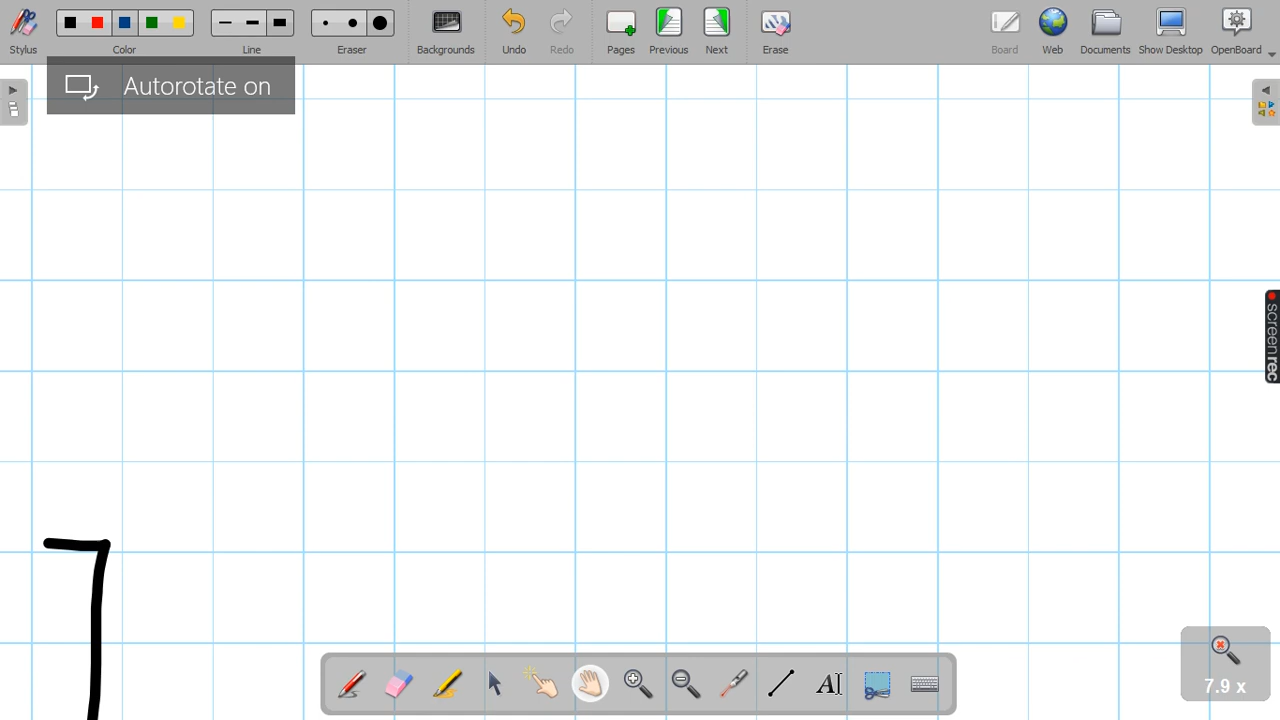 Stylus Color Line Eraser Backgrounds Undo Redo Pages Previous Next Erase Board Web Documents Show Desktop OpenBoard
Autorotate on
screenrec
AI
7.9 x